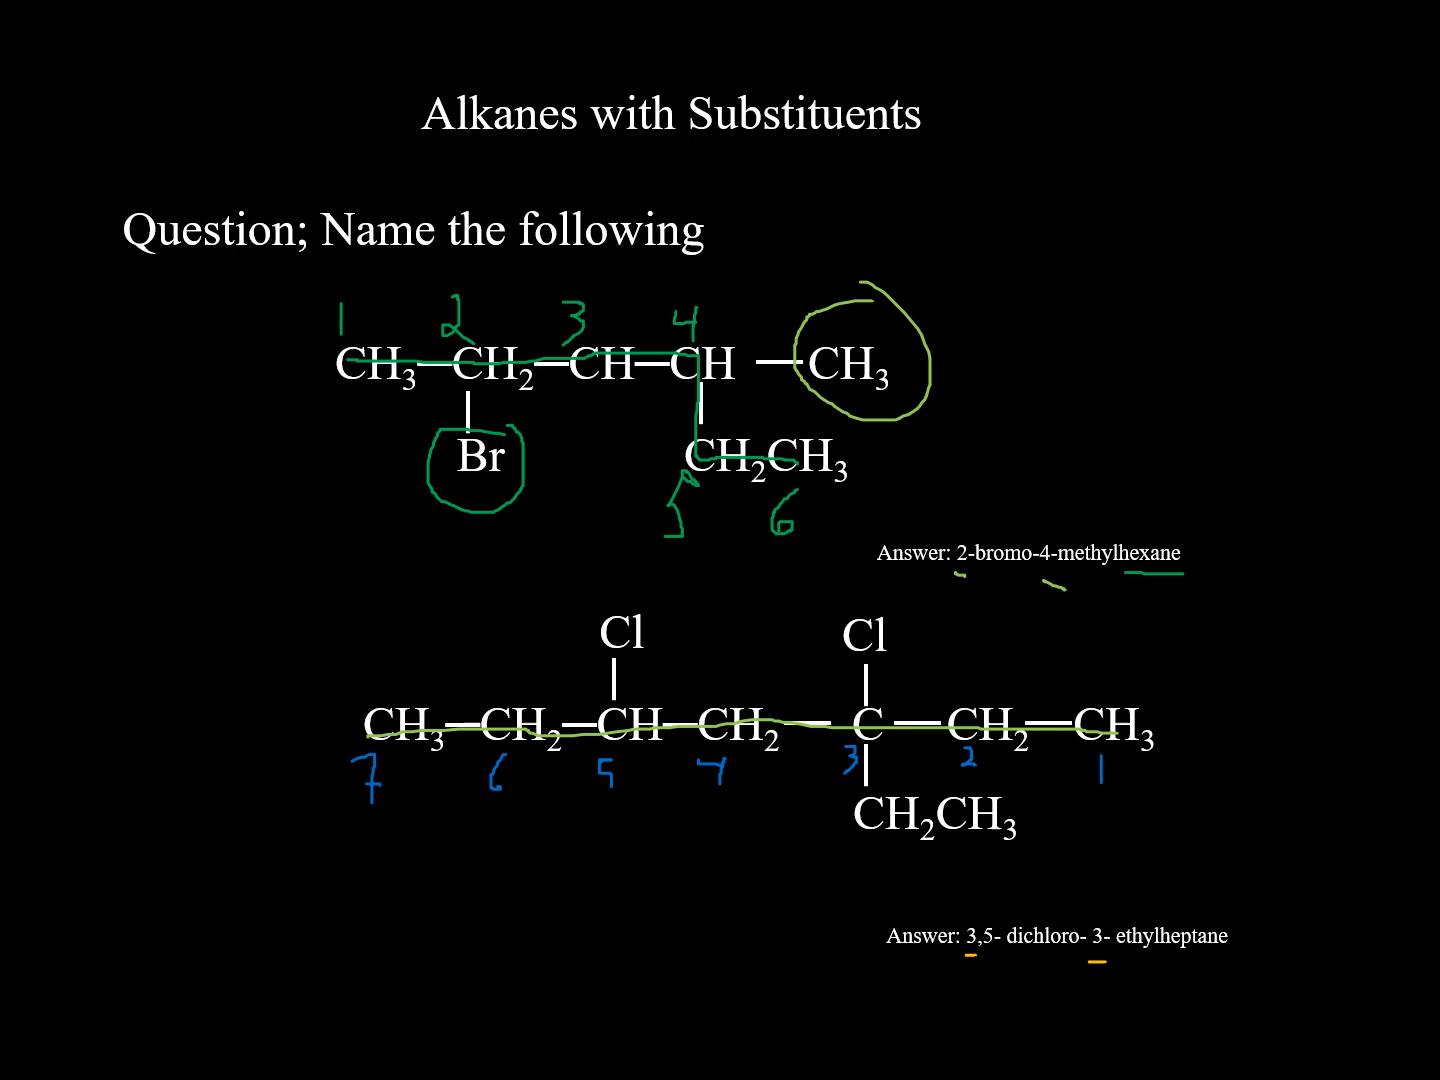 Alkanes with Substituents
Question; Name the following
1 2 3 4
CH₃—CH₂—CH—CH—CH₃
Br CH₂CH₃
5 6
Answer: 2-bromo-4-methylhexane
Cl Cl
CH₃—CH₂—CH—CH₂—C—CH₂—CH₃
7 6 5 4 3 2 1
CH₂CH₃
Answer: 3,5- dichloro- 3- ethylheptane